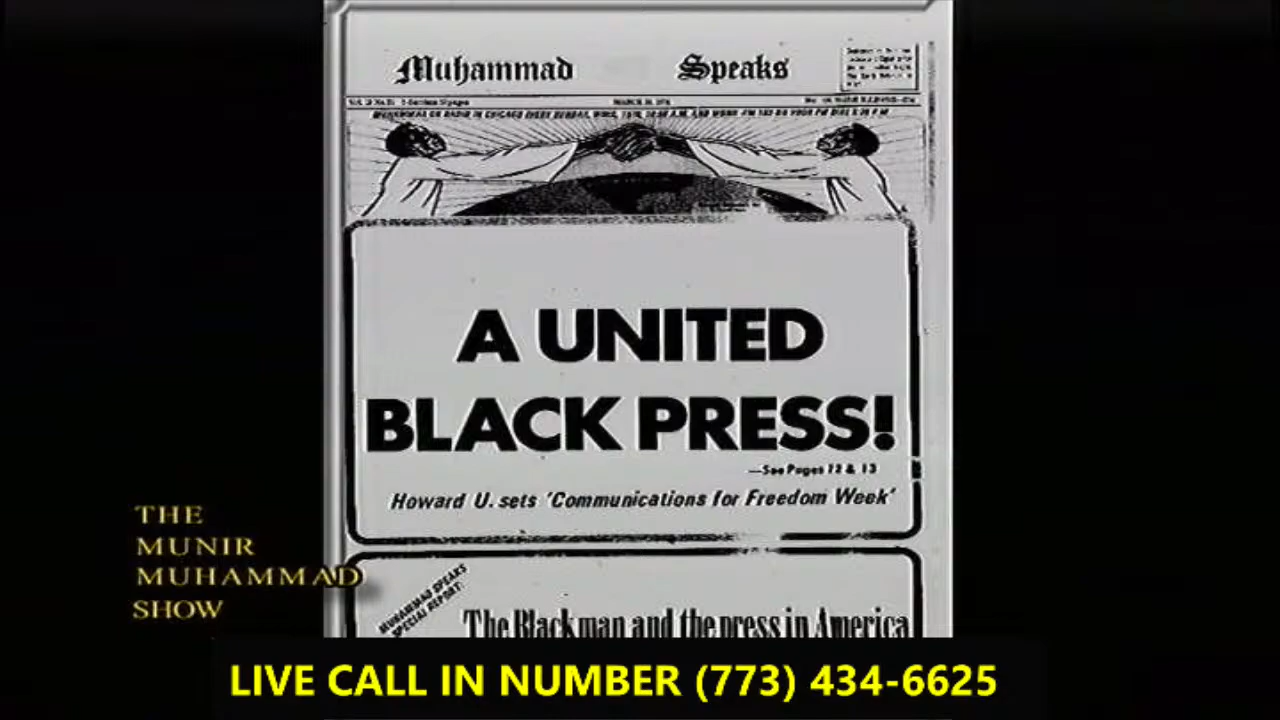 Muhammad Speaks
A UNITED
BLACK PRESS!
—See Pages 12 & 13
Howard U. sets 'Communications for Freedom Week'
MUHAMMAD SPEAKS
SPECIAL REPORT:
The Blackman and the press in America
THE
MUNIR
MUHAMMAD
SHOW
LIVE CALL IN NUMBER (773) 434-6625